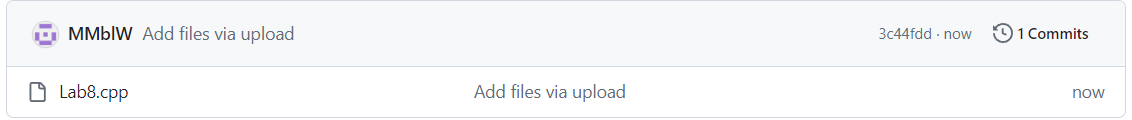 MMblW Add files via upload 3c44fdd · now 1 Commits
Lab8.cpp Add files via upload now